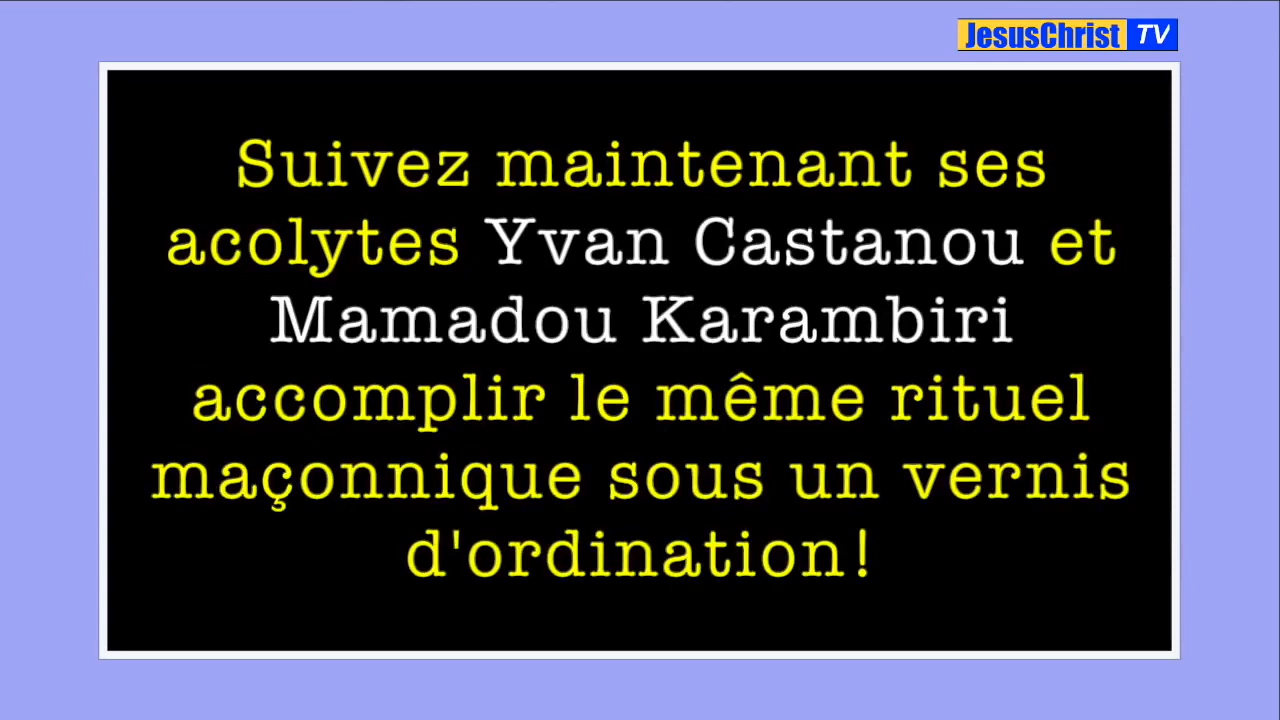 JesusChrist TV
Suivez maintenant ses
acolytes Yvan Castanou et
Mamadou Karambiri
accomplir le même rituel
maçonnique sous un vernis
d'ordination!